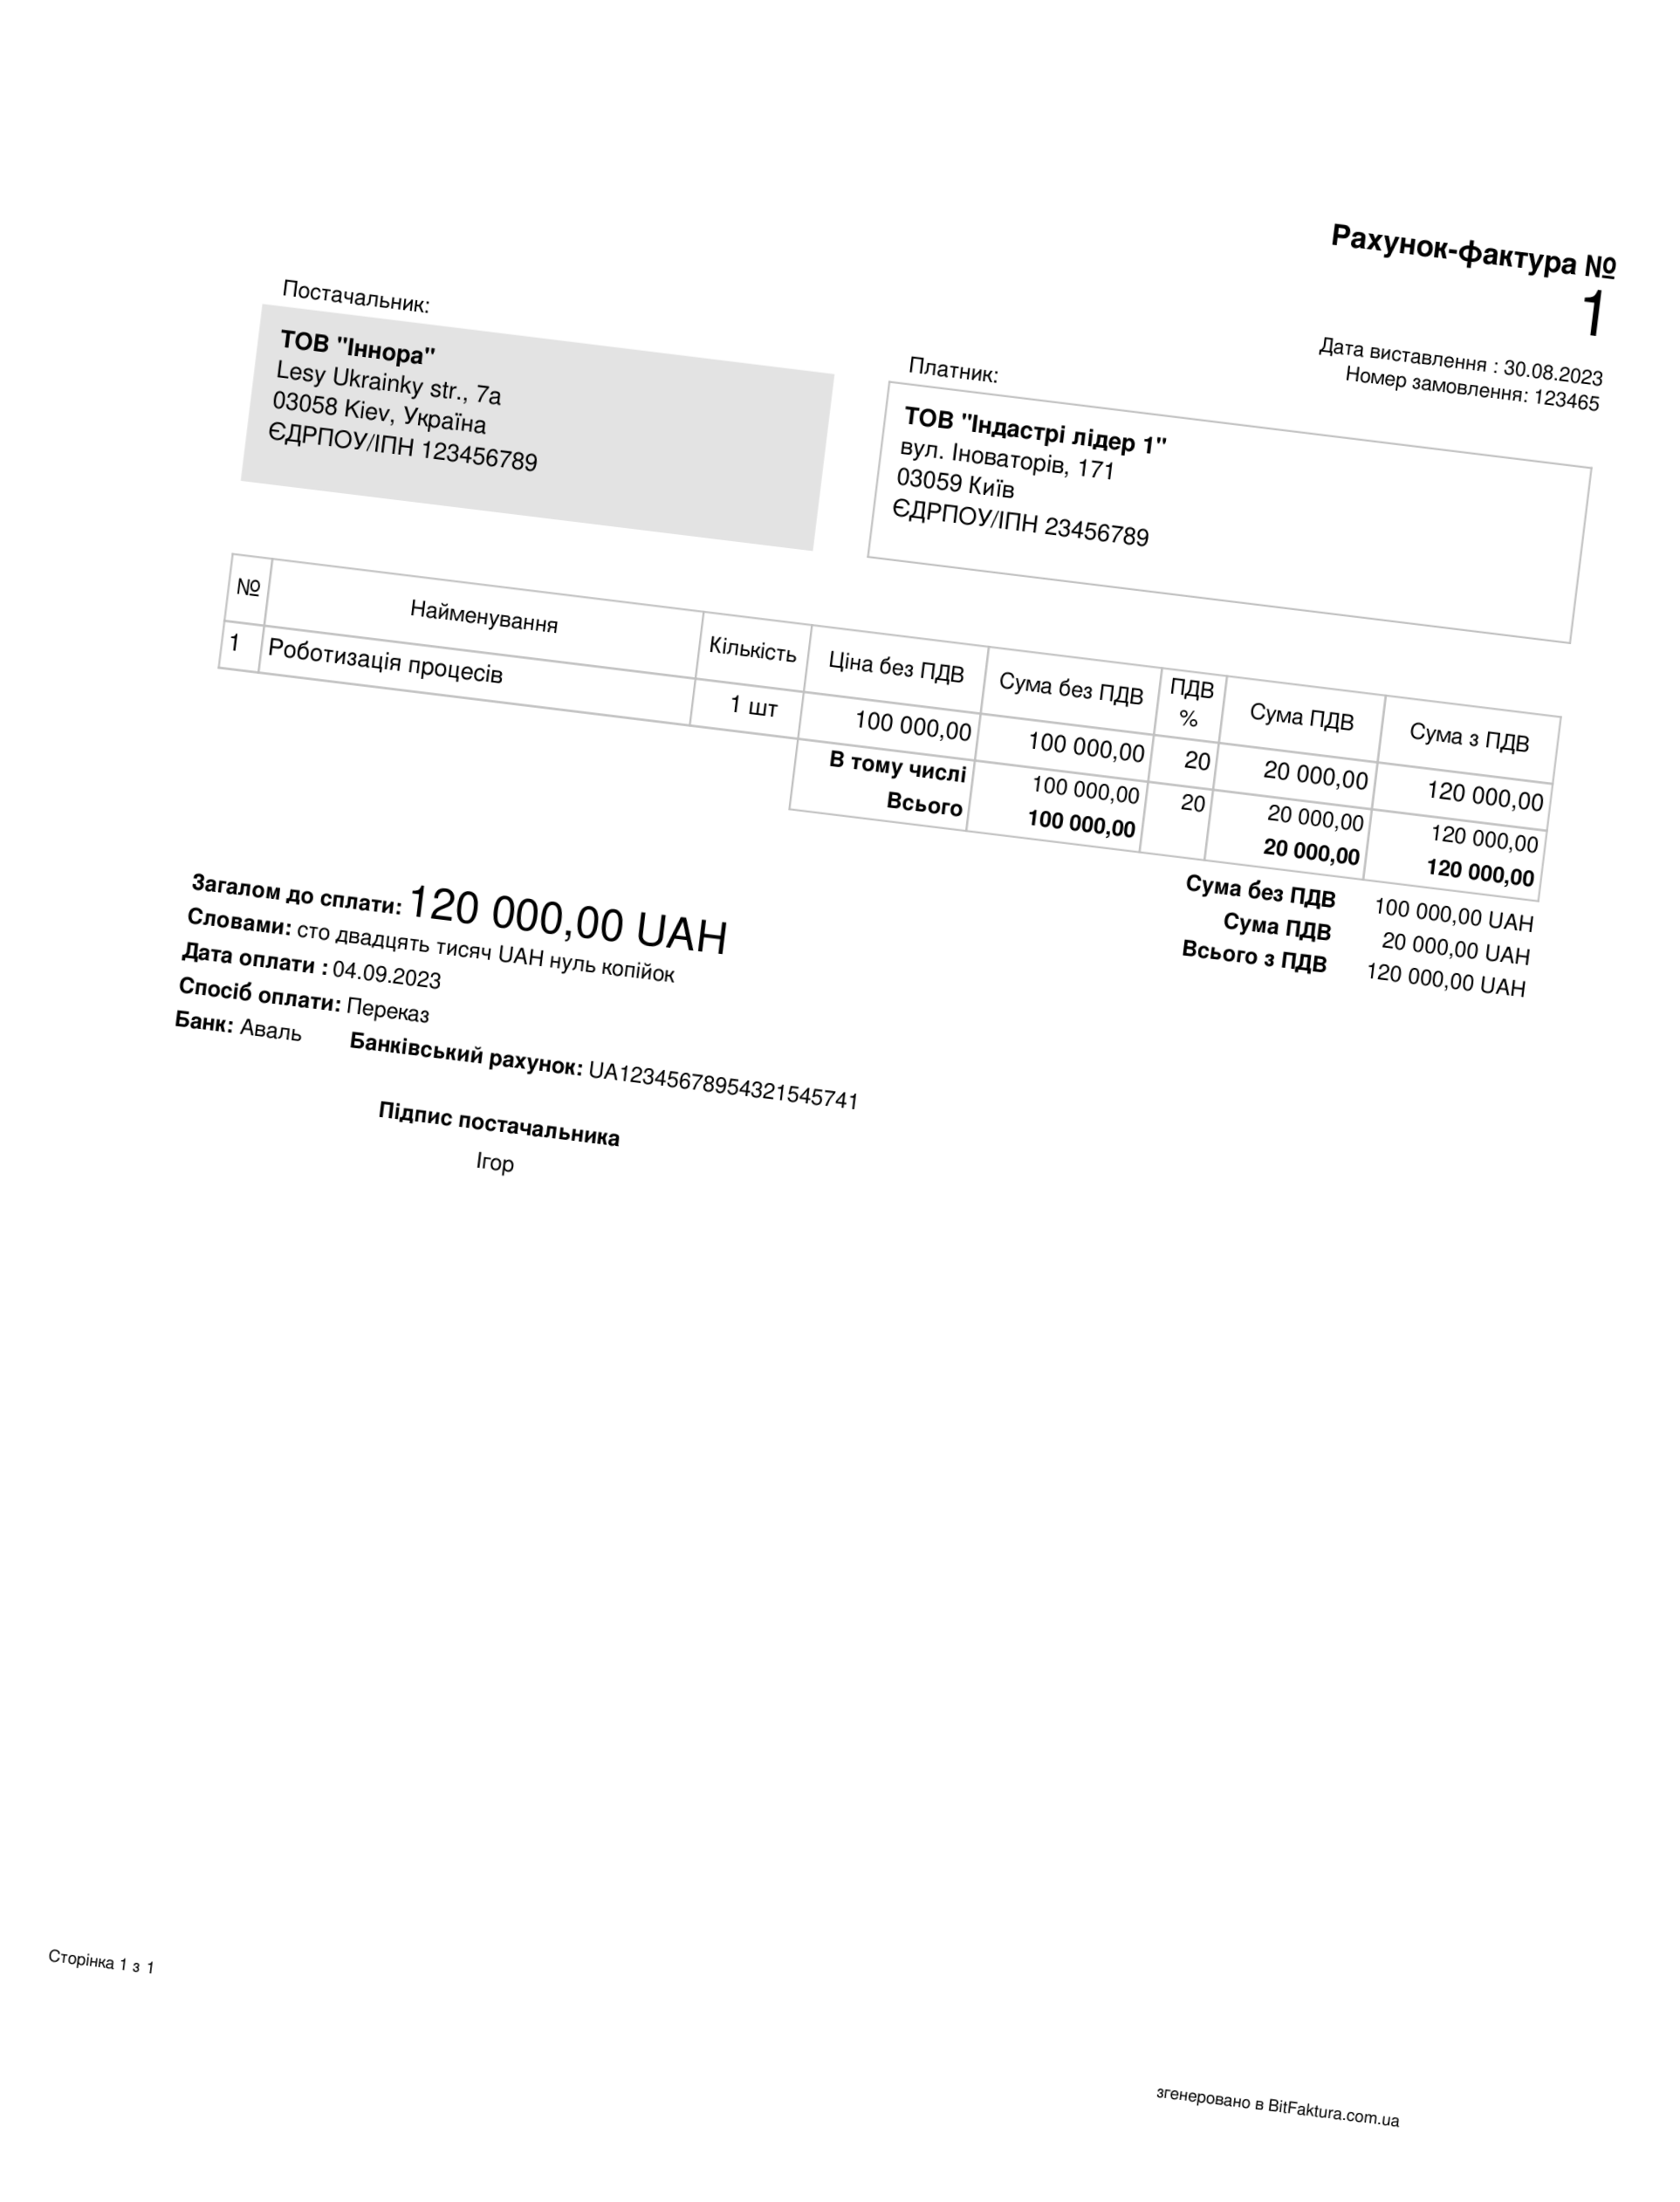 Рахунок-фактура №
1
Дата виставлення : 30.08.2023
Номер замовлення: 123465
Постачальник:
ТОВ "Іннора"
Lesy Ukrainky str., 7a
03058 Kiev, Україна
ЄДРПОУ/ІПН 123456789
Платник:
ТОВ "Індастрі лідер 1"
вул. Іноваторів, 171
03059 Київ
ЄДРПОУ/ІПН 23456789
№ Найменування Кількість Ціна без ПДВ Сума без ПДВ ПДВ % Сума ПДВ Сума з ПДВ
1 Роботизація процесів 1 шт 100 000,00 100 000,00 20 20 000,00 120 000,00
В тому числі 100 000,00 20 20 000,00 120 000,00
Всього 100 000,00 20 000,00 120 000,00
Сума без ПДВ 100 000,00 UAH
Сума ПДВ 20 000,00 UAH
Всього з ПДВ 120 000,00 UAH
Загалом до сплати: 120 000,00 UAH
Словами: сто двадцять тисяч UAH нуль копійок
Дата оплати : 04.09.2023
Спосіб оплати: Переказ
Банк: Аваль Банківський рахунок: UA12345678954321545741
Підпис постачальника
Ігор
Сторінка 1 з 1
згенеровано в BitFaktura.com.ua